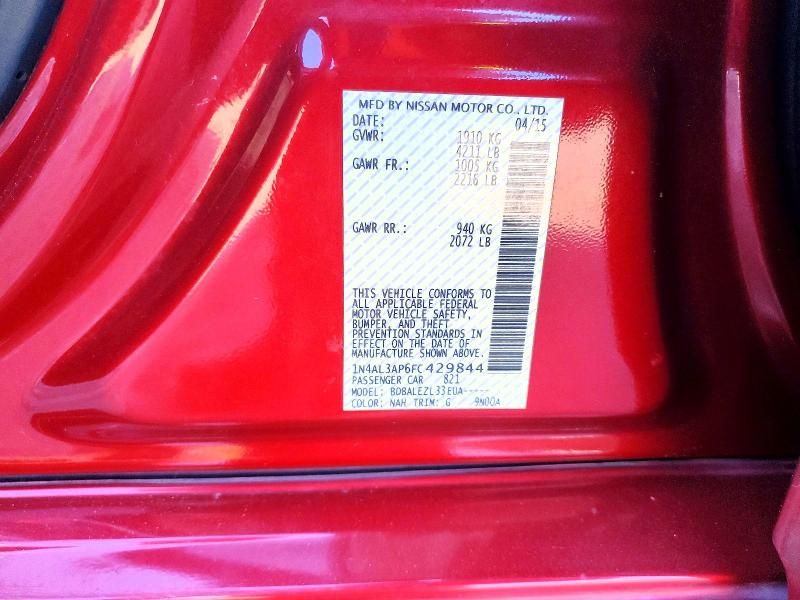 MFD BY NISSAN MOTOR CO., LTD.
DATE: 04/15
GVWR: 1910 KG
4211 LB
GAWR FR.: 1005 KG
2216 LB
GAWR RR.: 940 KG
2072 LB
THIS VEHICLE CONFORMS TO
ALL APPLICABLE FEDERAL
MOTOR VEHICLE SAFETY,
BUMPER, AND THEFT
PREVENTION STANDARDS IN
EFFECT ON THE DATE OF
MANUFACTURE SHOWN ABOVE.
1N4AL3AP6FC429844
PASSENGER CAR 821
MODEL: BDBALEZL33EUA-----
COLOR: NAH TRIM: G 9N00A